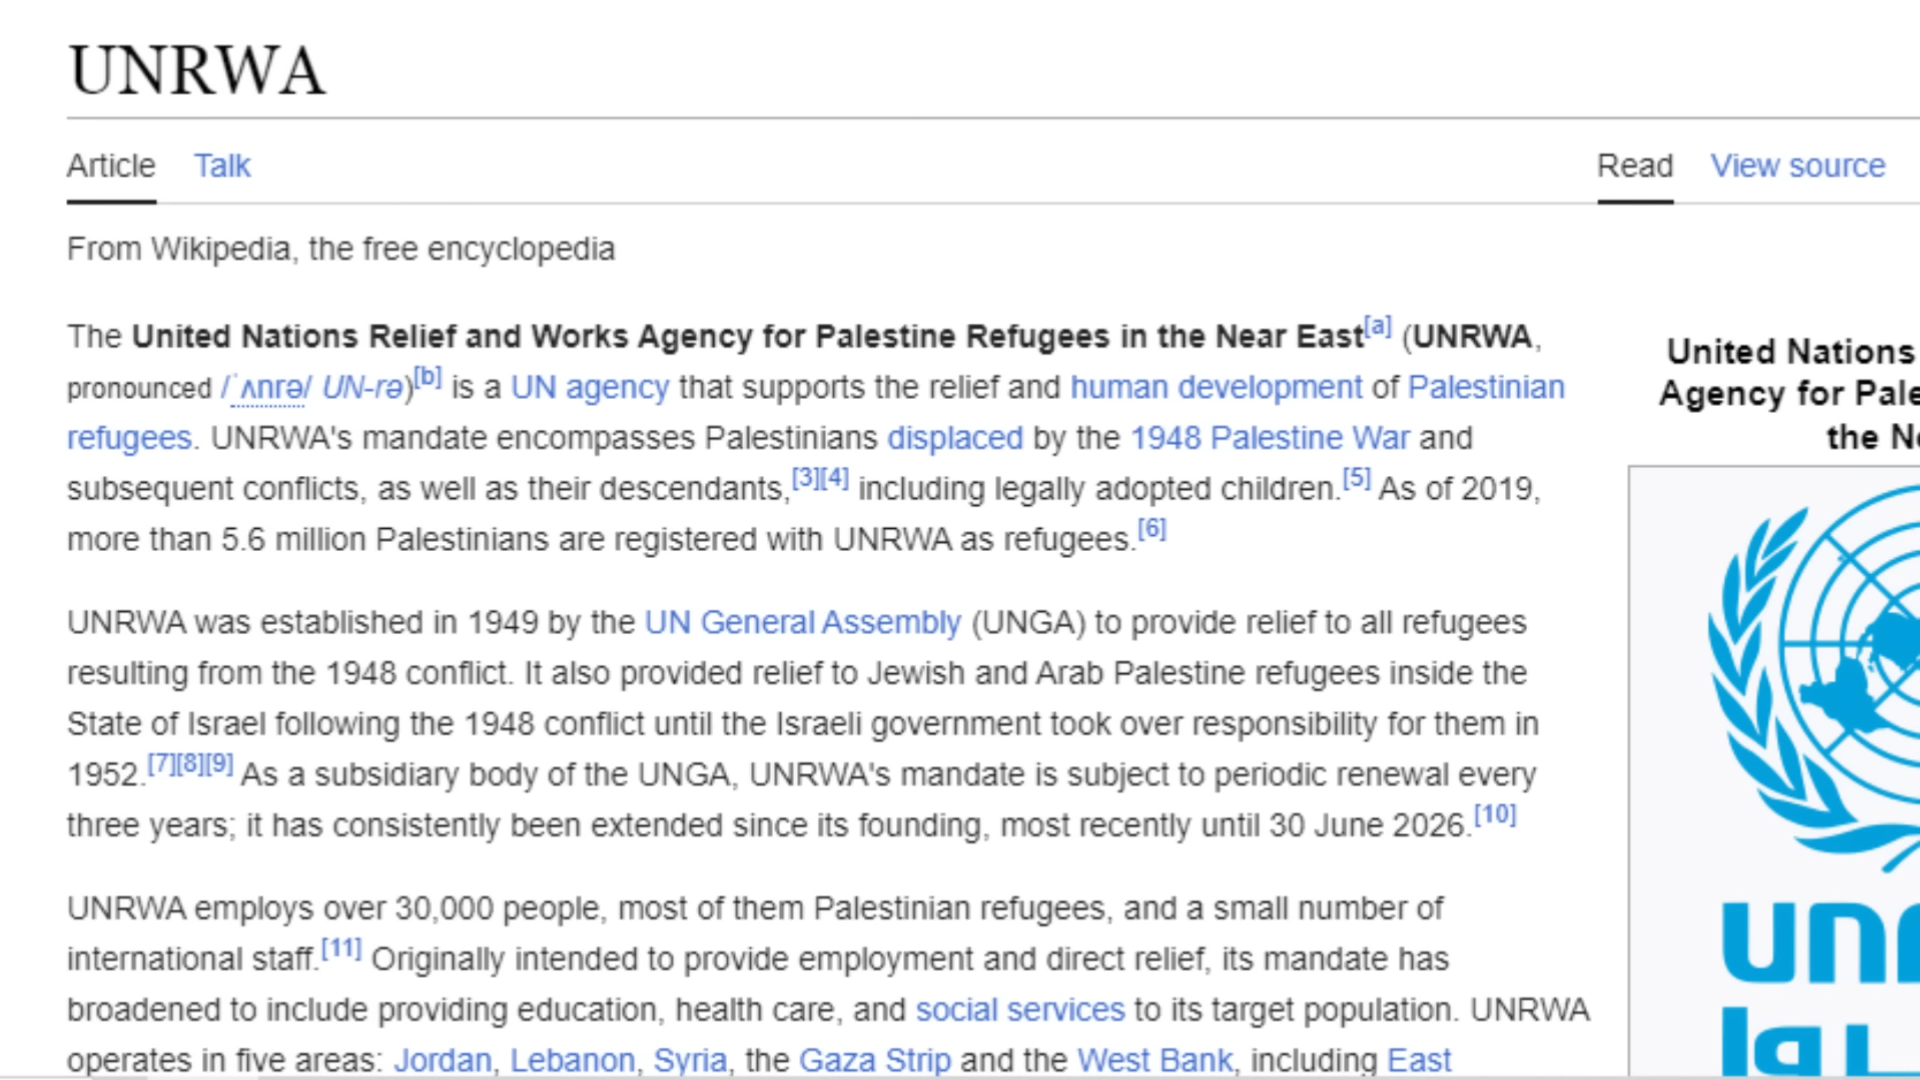 UNRWA
Article Talk Read View source
From Wikipedia, the free encyclopedia
The United Nations Relief and Works Agency for Palestine Refugees in the Near East[a] (UNRWA,
pronounced /ˈʌnrə/ UN-rə)[b] is a UN agency that supports the relief and human development of Palestinian
refugees. UNRWA's mandate encompasses Palestinians displaced by the 1948 Palestine War and
subsequent conflicts, as well as their descendants,[3][4] including legally adopted children.[5] As of 2019,
more than 5.6 million Palestinians are registered with UNRWA as refugees.[6]
UNRWA was established in 1949 by the UN General Assembly (UNGA) to provide relief to all refugees
resulting from the 1948 conflict. It also provided relief to Jewish and Arab Palestine refugees inside the
State of Israel following the 1948 conflict until the Israeli government took over responsibility for them in
1952.[7][8][9] As a subsidiary body of the UNGA, UNRWA's mandate is subject to periodic renewal every
three years; it has consistently been extended since its founding, most recently until 30 June 2026.[10]
UNRWA employs over 30,000 people, most of them Palestinian refugees, and a small number of
international staff.[11] Originally intended to provide employment and direct relief, its mandate has
broadened to include providing education, health care, and social services to its target population. UNRWA
operates in five areas: Jordan, Lebanon, Syria, the Gaza Strip and the West Bank, including East
United Nations
Agency for Pale
the Ne
un